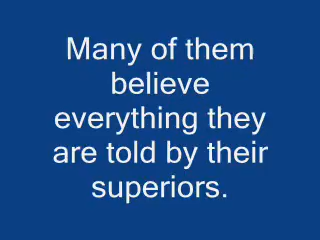 Many of them
believe
everything they
are told by their
superiors.